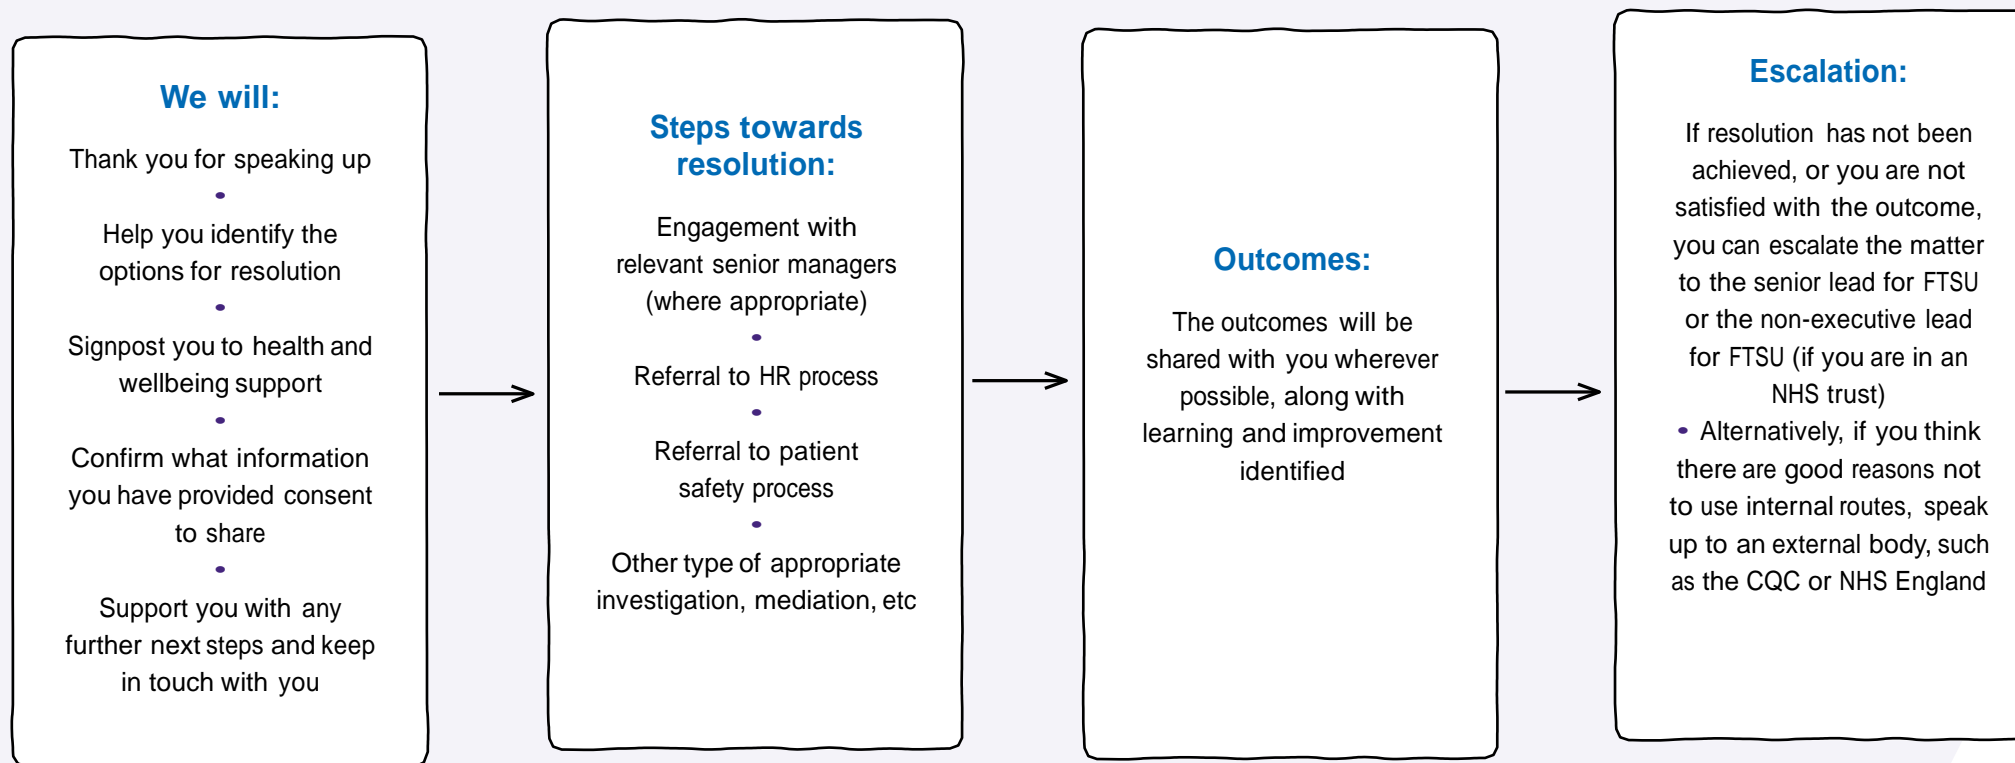 We will:
Thank you for speaking up
•
Help you identify the
options for resolution
•
Signpost you to health and
wellbeing support
•
Confirm what information
you have provided consent
to share
•
Support you with any
further next steps and keep
in touch with you
Steps towards
resolution:
Engagement with
relevant senior managers
(where appropriate)
•
Referral to HR process
•
Referral to patient
safety process
•
Other type of appropriate
investigation, mediation, etc
Outcomes:
The outcomes will be
shared with you wherever
possible, along with
learning and improvement
identified
Escalation:
If resolution has not been
achieved, or you are not
satisfied with the outcome,
you can escalate the matter
to the senior lead for FTSU
or the non-executive lead
for FTSU (if you are in an
NHS trust)
• Alternatively, if you think
there are good reasons not
to use internal routes, speak
up to an external body, such
as the CQC or NHS England